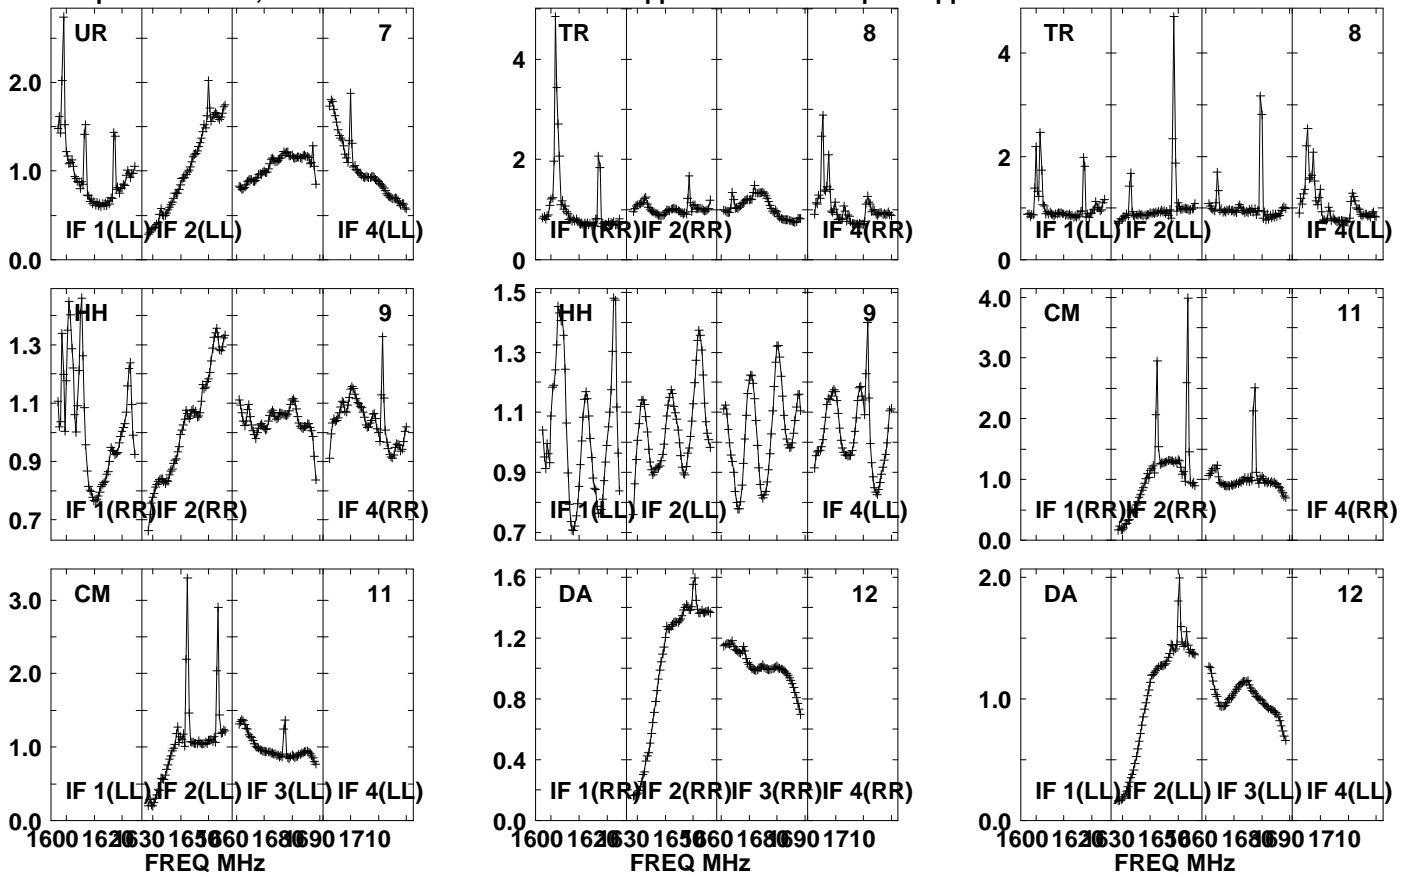 UR 7 TR 8 TR 8
4 4
2.0
2 2
1.0
IF 1(LL) IF 2(LL) IF 4(LL) IF 1(RR) IF 2(RR) IF 4(RR) IF 1(LL) IF 2(LL) IF 4(LL)
0.0 0 0
HH 9 HH 9 CM 11
1.5 4.0
1.3 1.3 3.0
1.1 1.1 2.0
0.9 0.9 1.0
IF 1(RR) IF 2(RR) IF 4(RR) IF 1(LL) IF 2(LL) IF 4(LL) IF 1(RR) IF 2(RR) IF 4(RR)
0.7 0.7 0.0
CM 11 DA 12 DA 12
3.0 1.6 2.0
1.2
2.0
0.8 1.0
1.0
0.4
IF 1(LL) IF 2(LL) IF 3(LL) IF 4(LL) IF 1(RR) IF 2(RR) IF 3(RR) IF 4(RR) IF 1(LL) IF 2(LL) IF 3(LL) IF 4(LL)
0.0 0.0 0.0
1600 1620 1630 1650 1660 1680 1690 1710 1600 1620 1630 1650 1660 1680 1690 1710 1600 1620 1630 1650 1660 1680 1690 1710
FREQ MHz FREQ MHz FREQ MHz